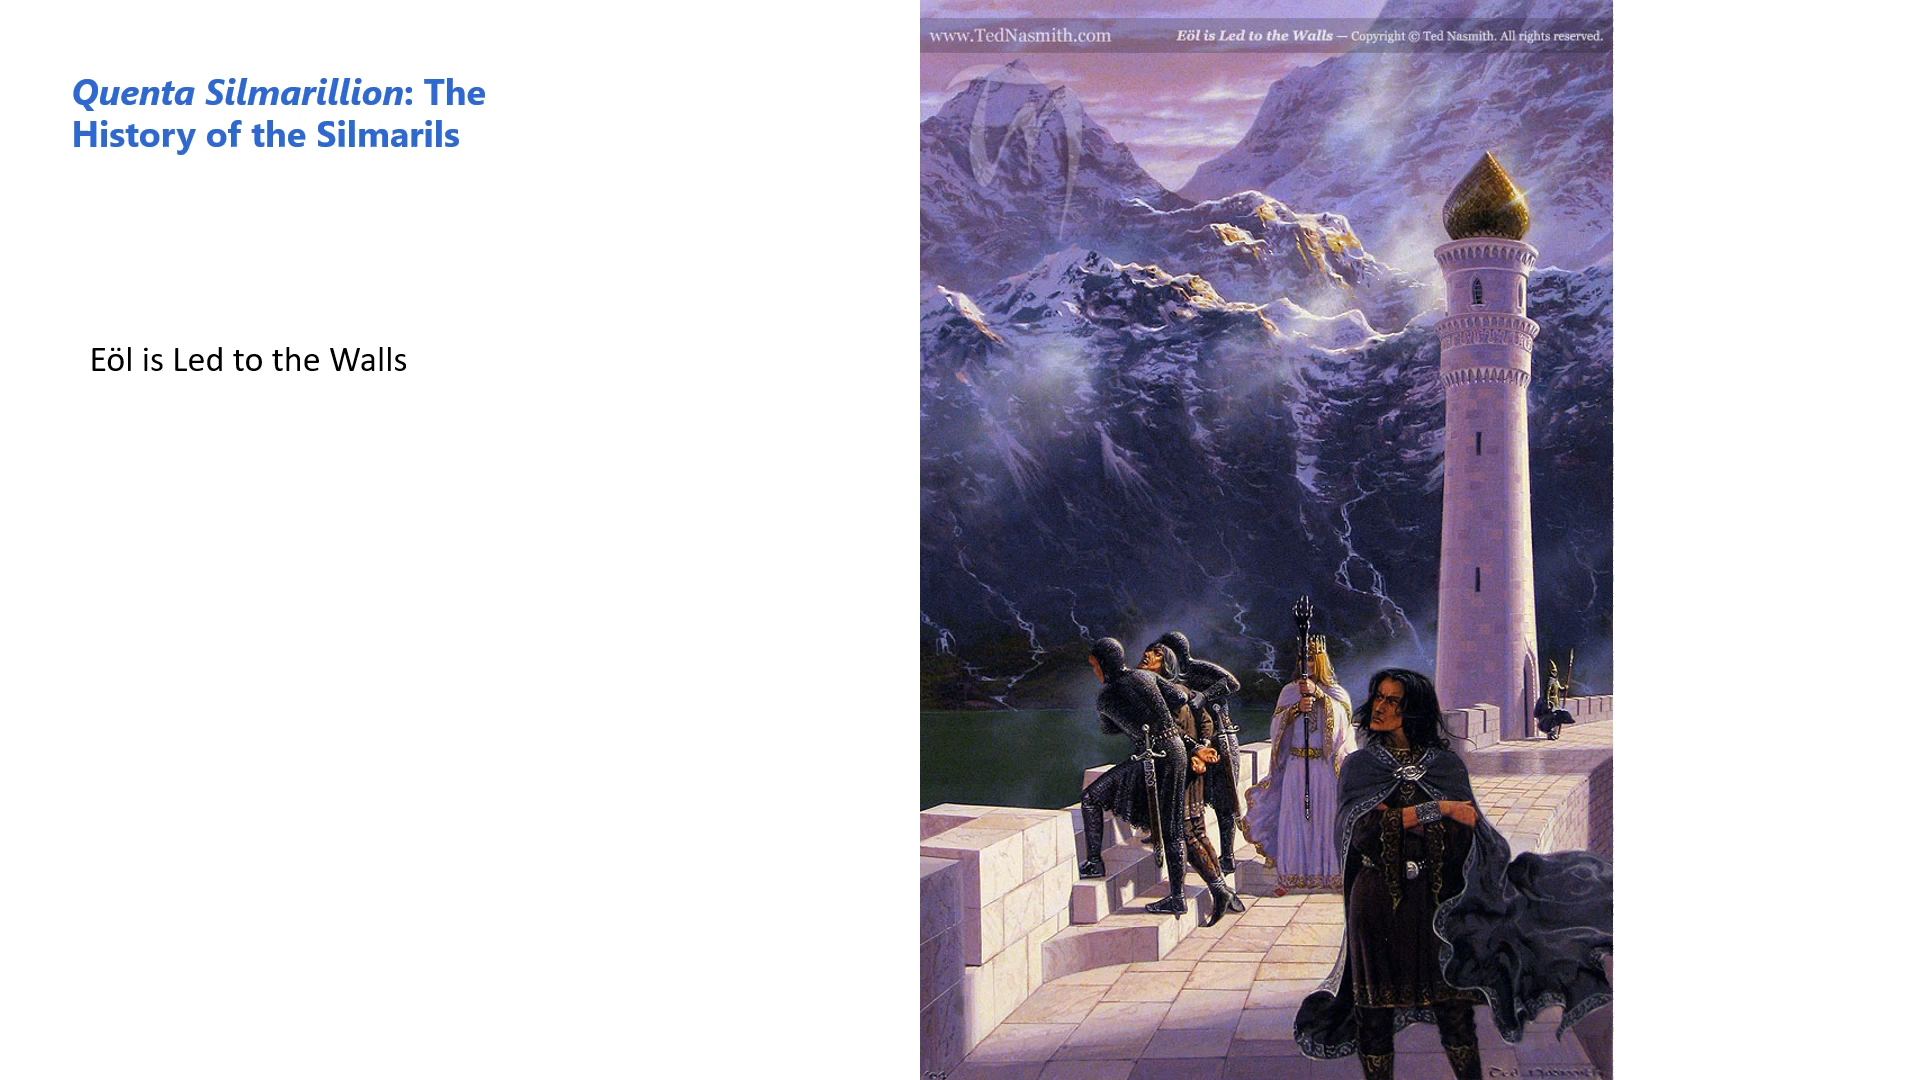 www.TedNasmith.com
Eöl is Led to the Walls — Copyright © Ted Nasmith. All rights reserved.
Quenta Silmarillion: The
History of the Silmarils
Eöl is Led to the Walls